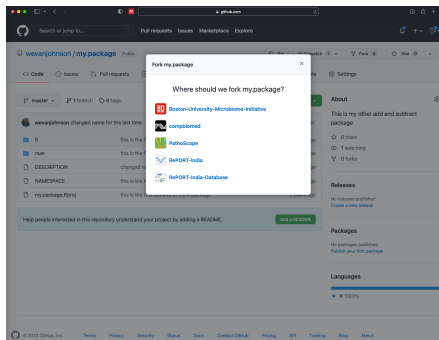 github.com
Search or jump to...
Pull requests Issues Marketplace Explore
wevanjohnson / my.package Public
Fork 0
Star 0
Code
Issues
Pull requests
Settings
Fork my.package
Where should we fork my.package?
Boston-University-Microbiome-Initiative
compbiomed
PathoScope
RePORT-India
RePORT-India-Database
master
1 branch
0 tags
wevanjohnson changed name for the last time
R
this is the
man
this is the
DESCRIPTION
changed
NAMESPACE
this is the
my.package.Rproj
Help people interested in this repository understand your project by adding a README.
Add a README
About
This is my other add and subtract
package
0 stars
1 watching
0 forks
Releases
No releases published
Create a new release
Packages
No packages published
Publish your first package
Languages
R 100.0%
© 2022 GitHub, Inc.
Terms
Privacy
Security
Status
Docs
Contact GitHub
Pricing
API
Training
Blog
About